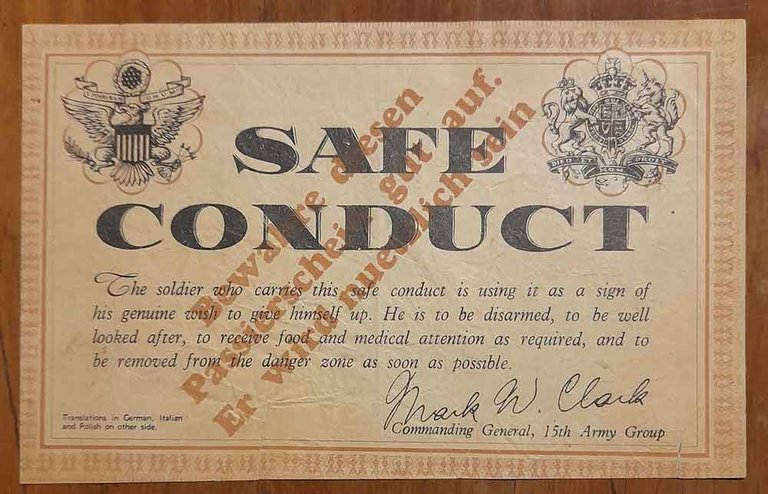 SAFE
CONDUCT
Bewahre diesen
Passierschein gut auf.
Er wird nuetzlich sein
The soldier who carries this safe conduct is using it as a sign of
his genuine wish to give himself up. He is to be disarmed, to be well
looked after, to receive food and medical attention as required, and to
be removed from the danger zone as soon as possible.
Mark W. Clark
Commanding General, 15th Army Group
Translations in German, Italian
and Polish on other side.